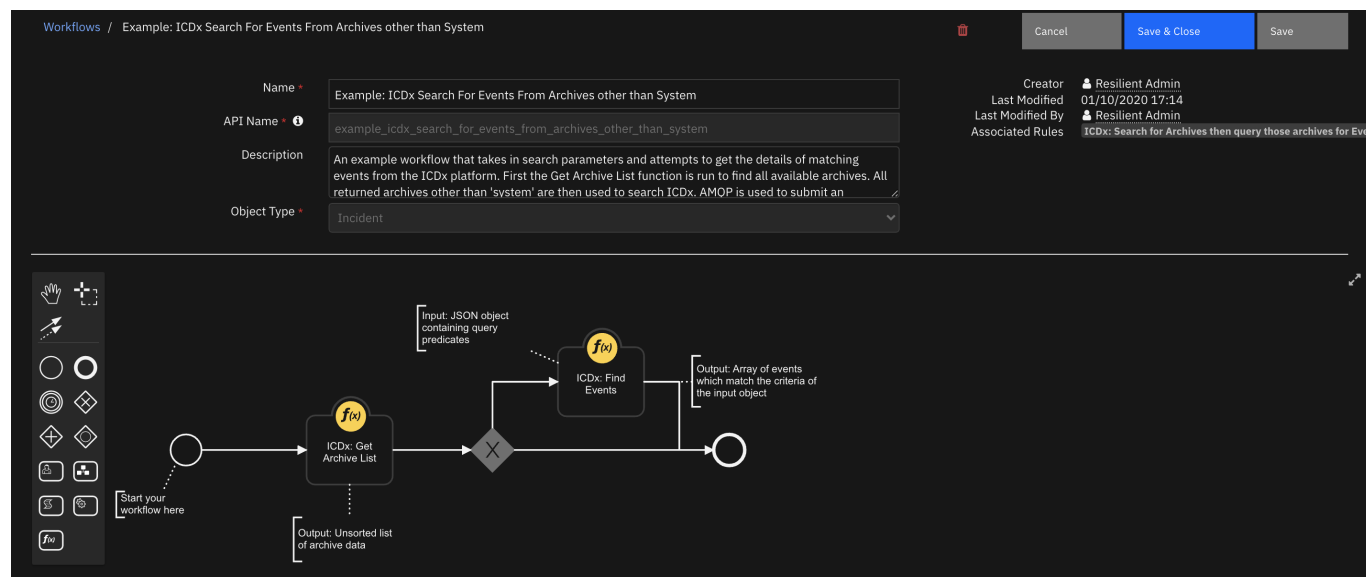 Workflows / Example: ICDx Search For Events From Archives other than System
Cancel
Save & Close
Save
Name *
Example: ICDx Search For Events From Archives other than System
API Name *
example_icdx_search_for_events_from_archives_other_than_system
Description
An example workflow that takes in search parameters and attempts to get the details of matching
events from the ICDx platform. First the Get Archive List function is run to find all available archives. All
returned archives other than 'system' are then used to search ICDx. AMQP is used to submit an
Object Type *
Incident
Creator Resilient Admin
Last Modified 01/10/2020 17:14
Last Modified By Resilient Admin
Associated Rules ICDx: Search for Archives then query those archives for
Input: JSON object
containing query
predicates
f(x)
ICDx: Find
Events
Output: Array of events
which match the criteria of
the input object
f(x)
ICDx: Get
Archive List
X
Start your
workflow here
Output: Unsorted list
of archive data
f(x)